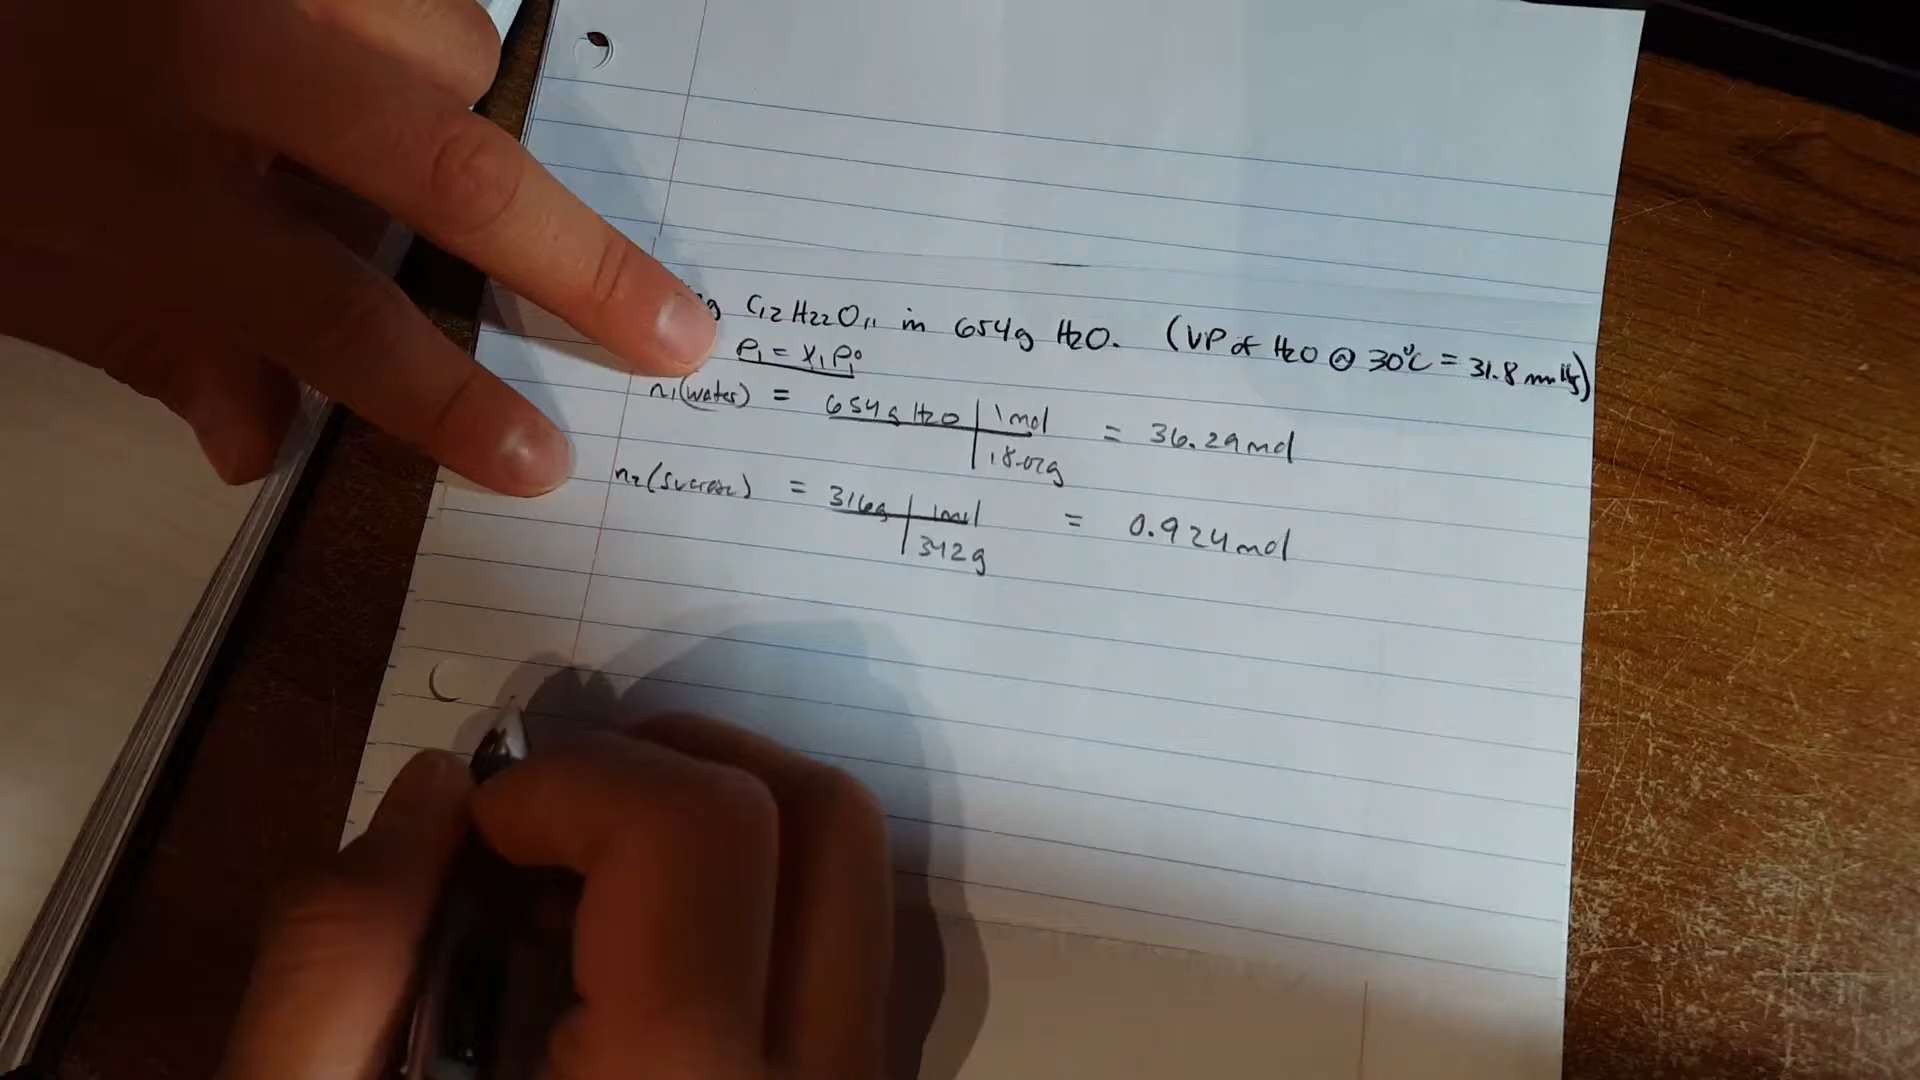 g C12H22O11 in 654g H2O. (VP of H2O @ 30°C = 31.8 mmHg)
P1 = X1P1°
n1(water) = 654g H2O | 1mol = 36.29mol
18.02g
n2(sucrose) = 316g | 1mol = 0.924mol
342g